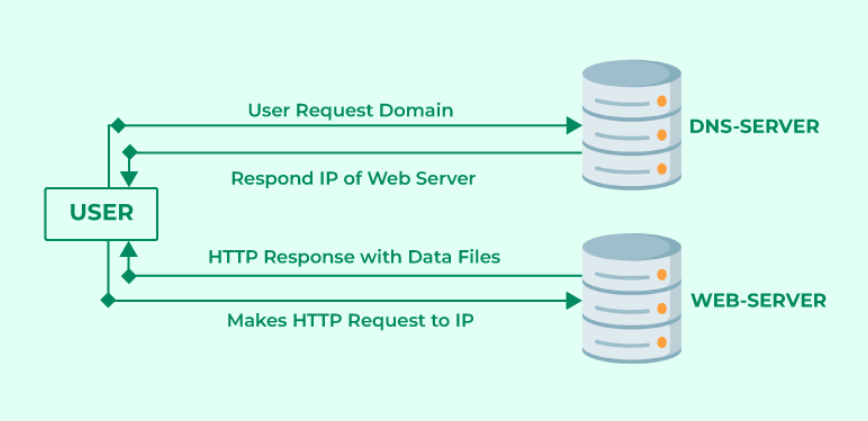 User Request Domain
DNS-SERVER
Respond IP of Web Server
USER
HTTP Response with Data Files
WEB-SERVER
Makes HTTP Request to IP